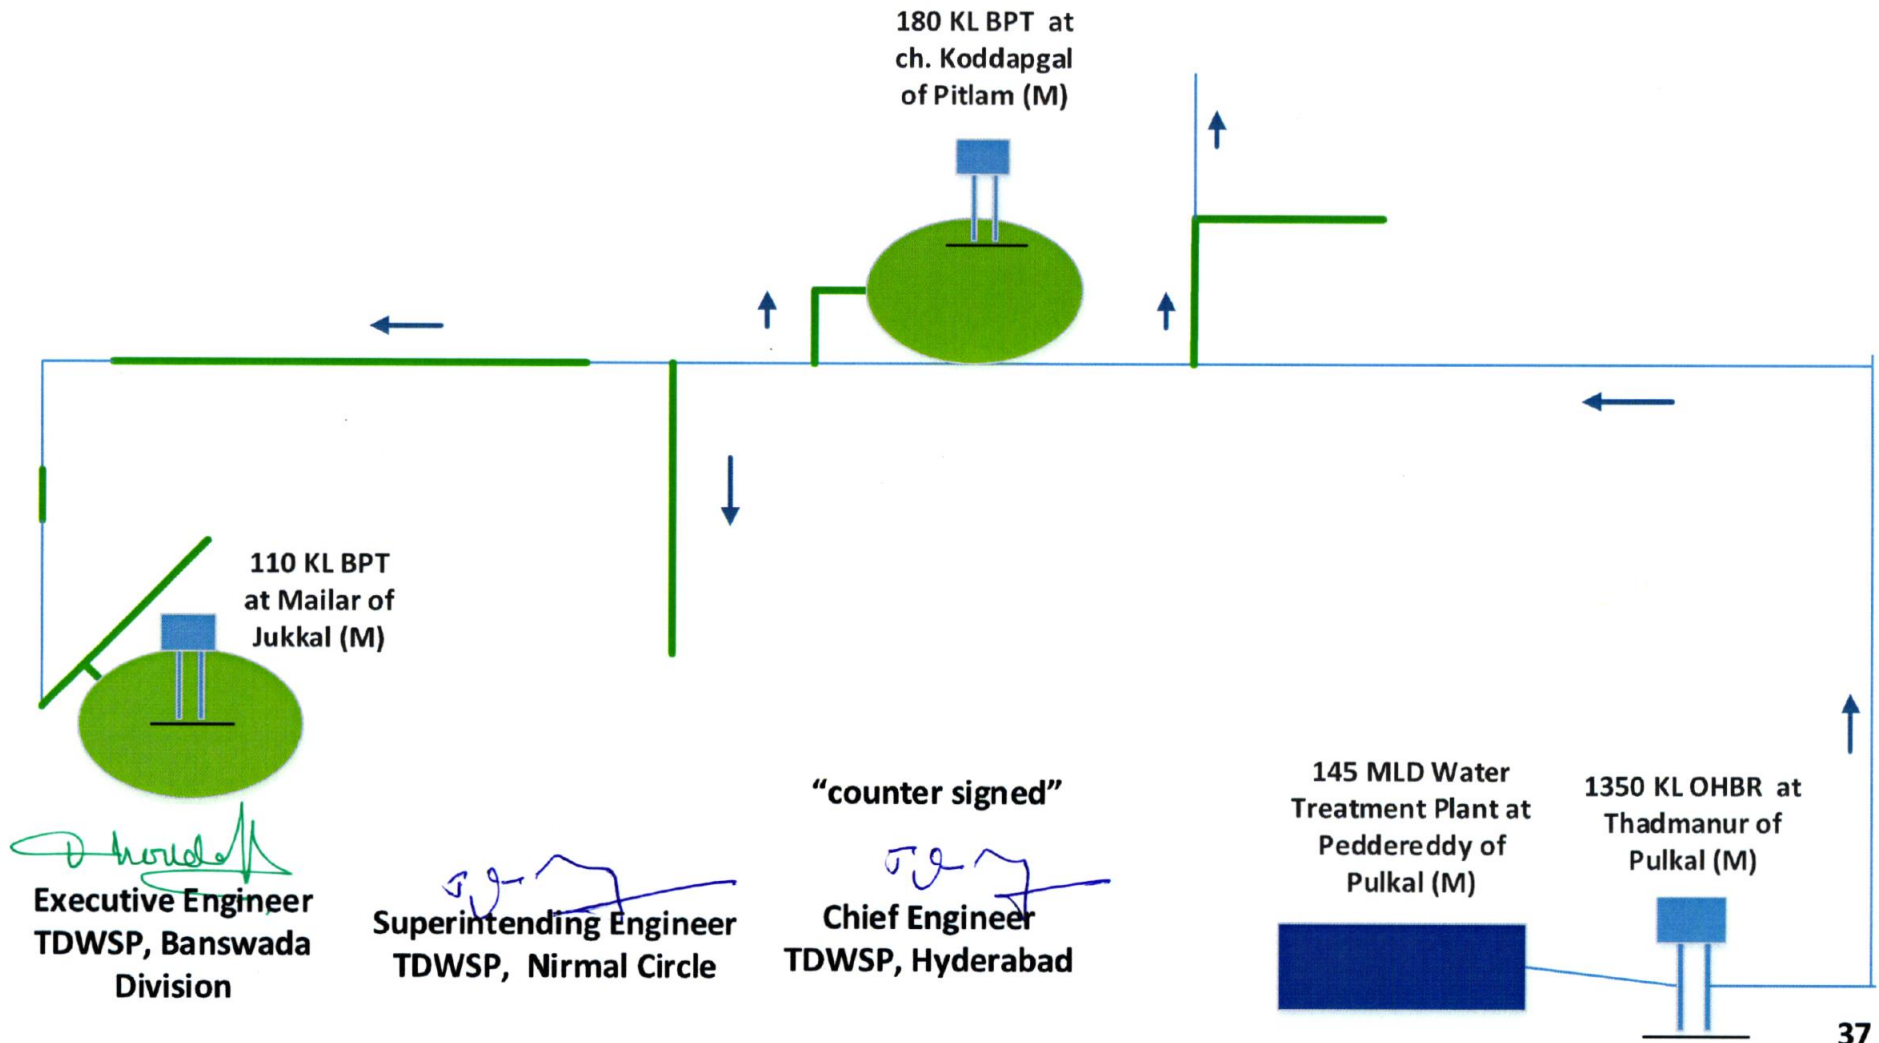 180 KL BPT at
ch. Koddapgal
of Pitlam (M)
110 KL BPT
at Mailar of
Jukkal (M)
145 MLD Water
Treatment Plant at
Peddereddy of
Pulkal (M)
1350 KL OHBR at
Thadmanur of
Pulkal (M)
“counter signed”
Executive Engineer
TDWSP, Banswada
Division
Superintending Engineer
TDWSP, Nirmal Circle
Chief Engineer
TDWSP, Hyderabad
37